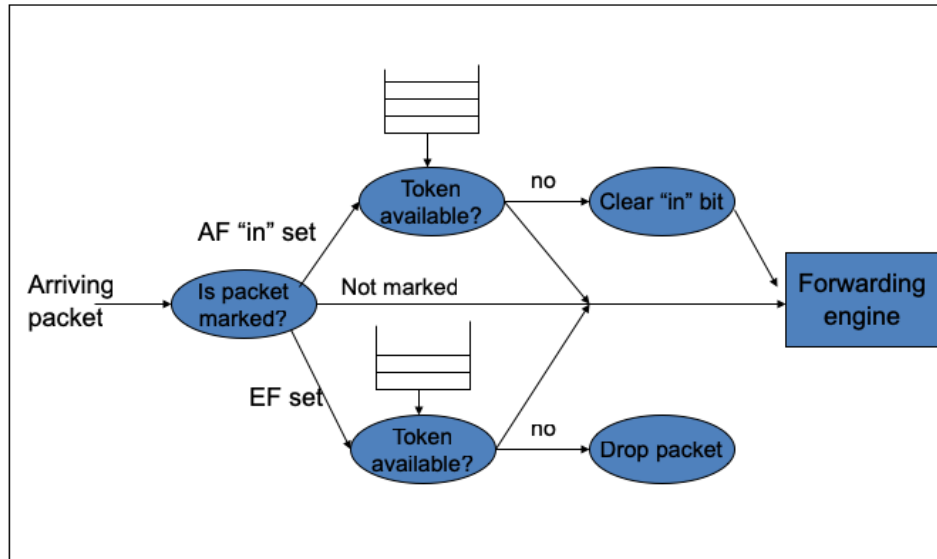 Token
available?
no
Clear “in” bit
AF “in” set
Arriving
packet
Is packet
marked?
Not marked
Forwarding
engine
EF set
Token
available?
no
Drop packet